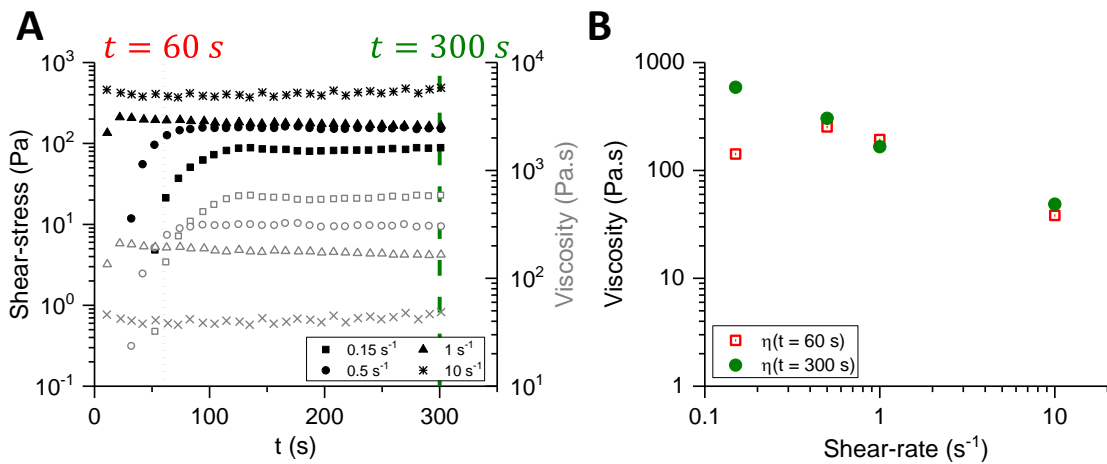 A
t = 60 s
t = 300 s
10³
10²
10¹
10⁰
10⁻¹
Shear-stress (Pa)
0
100
200
300
t (s)
10⁴
10³
10²
10¹
Viscosity (Pa.s)
0.15 s⁻¹
1 s⁻¹
0.5 s⁻¹
10 s⁻¹
B
1000
100
10
1
Viscosity (Pa.s)
η(t = 60 s)
η(t = 300 s)
0.1
1
10
Shear-rate (s⁻¹)